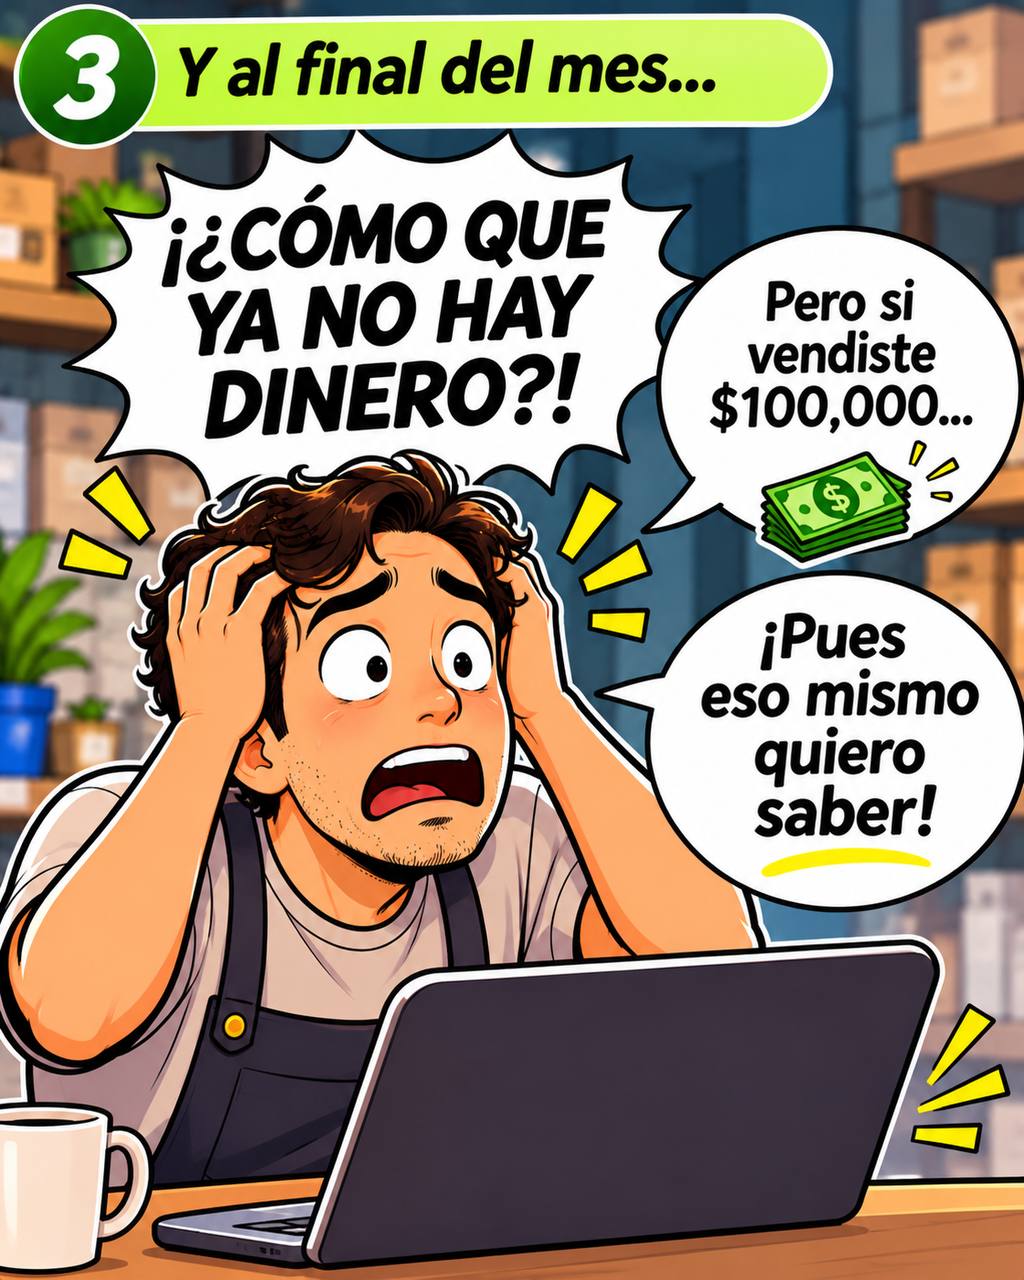 3 Y al final del mes...
¡¿CÓMO QUE
YA NO HAY
DINERO?!
Pero si
vendiste
$100,000...
$
¡Pues
eso mismo
quiero
saber!